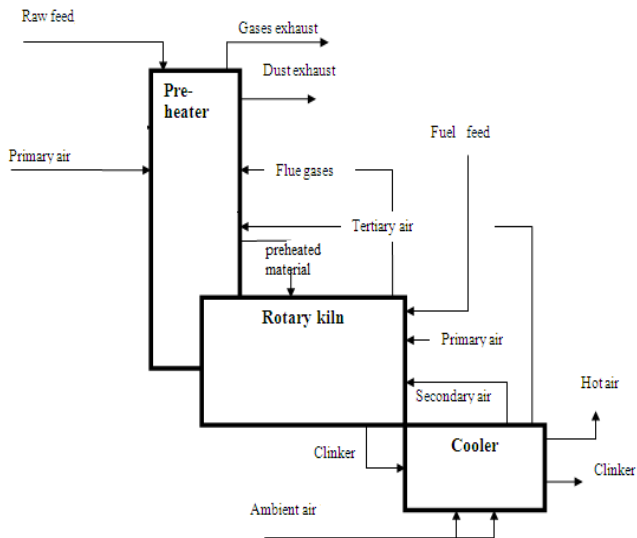 Raw feed
Gases exhaust
Dust exhaust
Pre-
heater
Fuel feed
Primary air
Flue gases
Tertiary air
preheated
material
Rotary kiln
Primary air
Hot air
Secondary air
Clinker
Cooler
Clinker
Ambient air